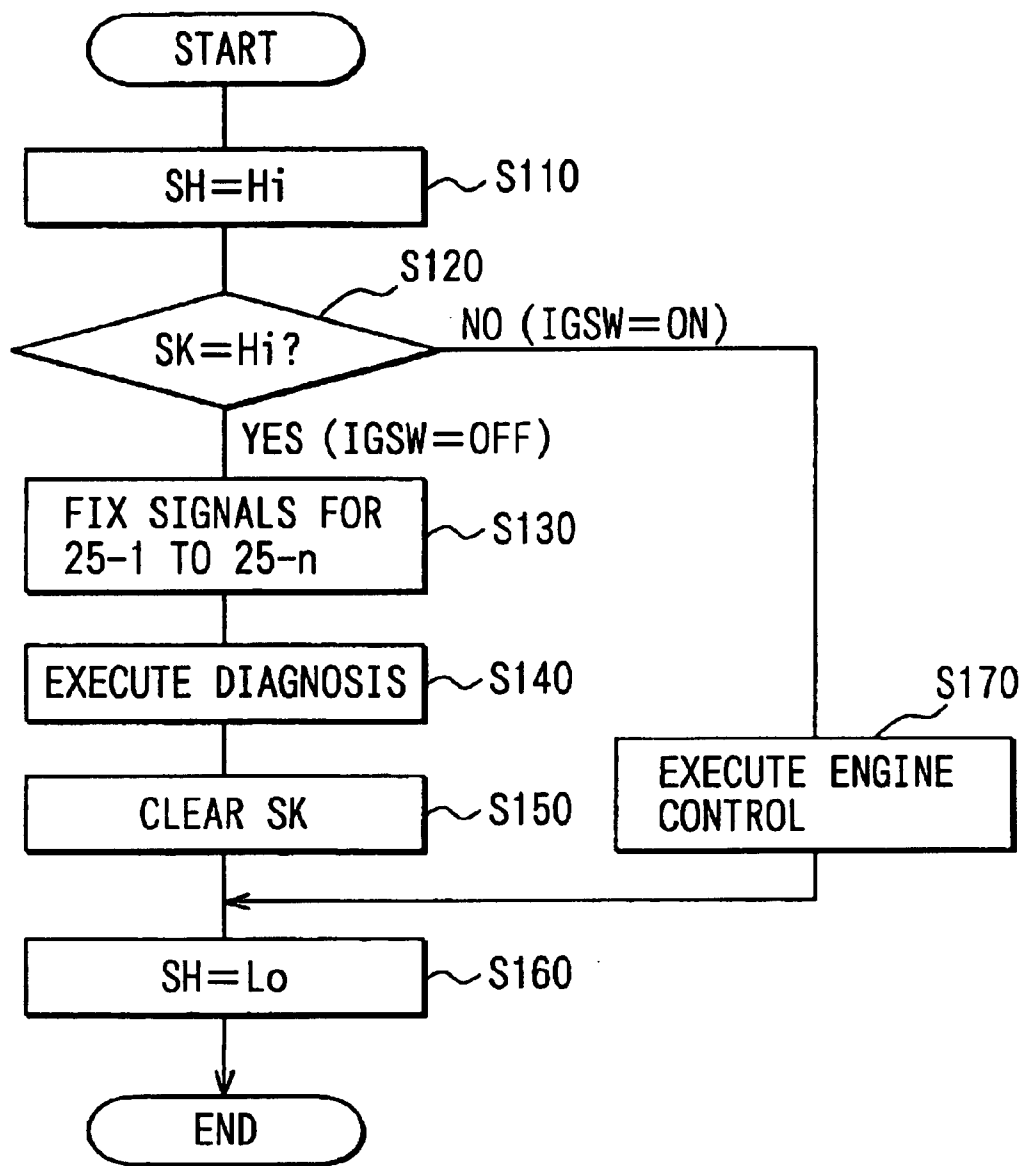 START
SH=Hi
S110
S120
SK=Hi?
NO (IGSW=ON)
YES (IGSW=OFF)
FIX SIGNALS FOR
25-1 TO 25-n
S130
EXECUTE DIAGNOSIS
S140
S170
EXECUTE ENGINE
CONTROL
CLEAR SK
S150
SH=Lo
S160
END